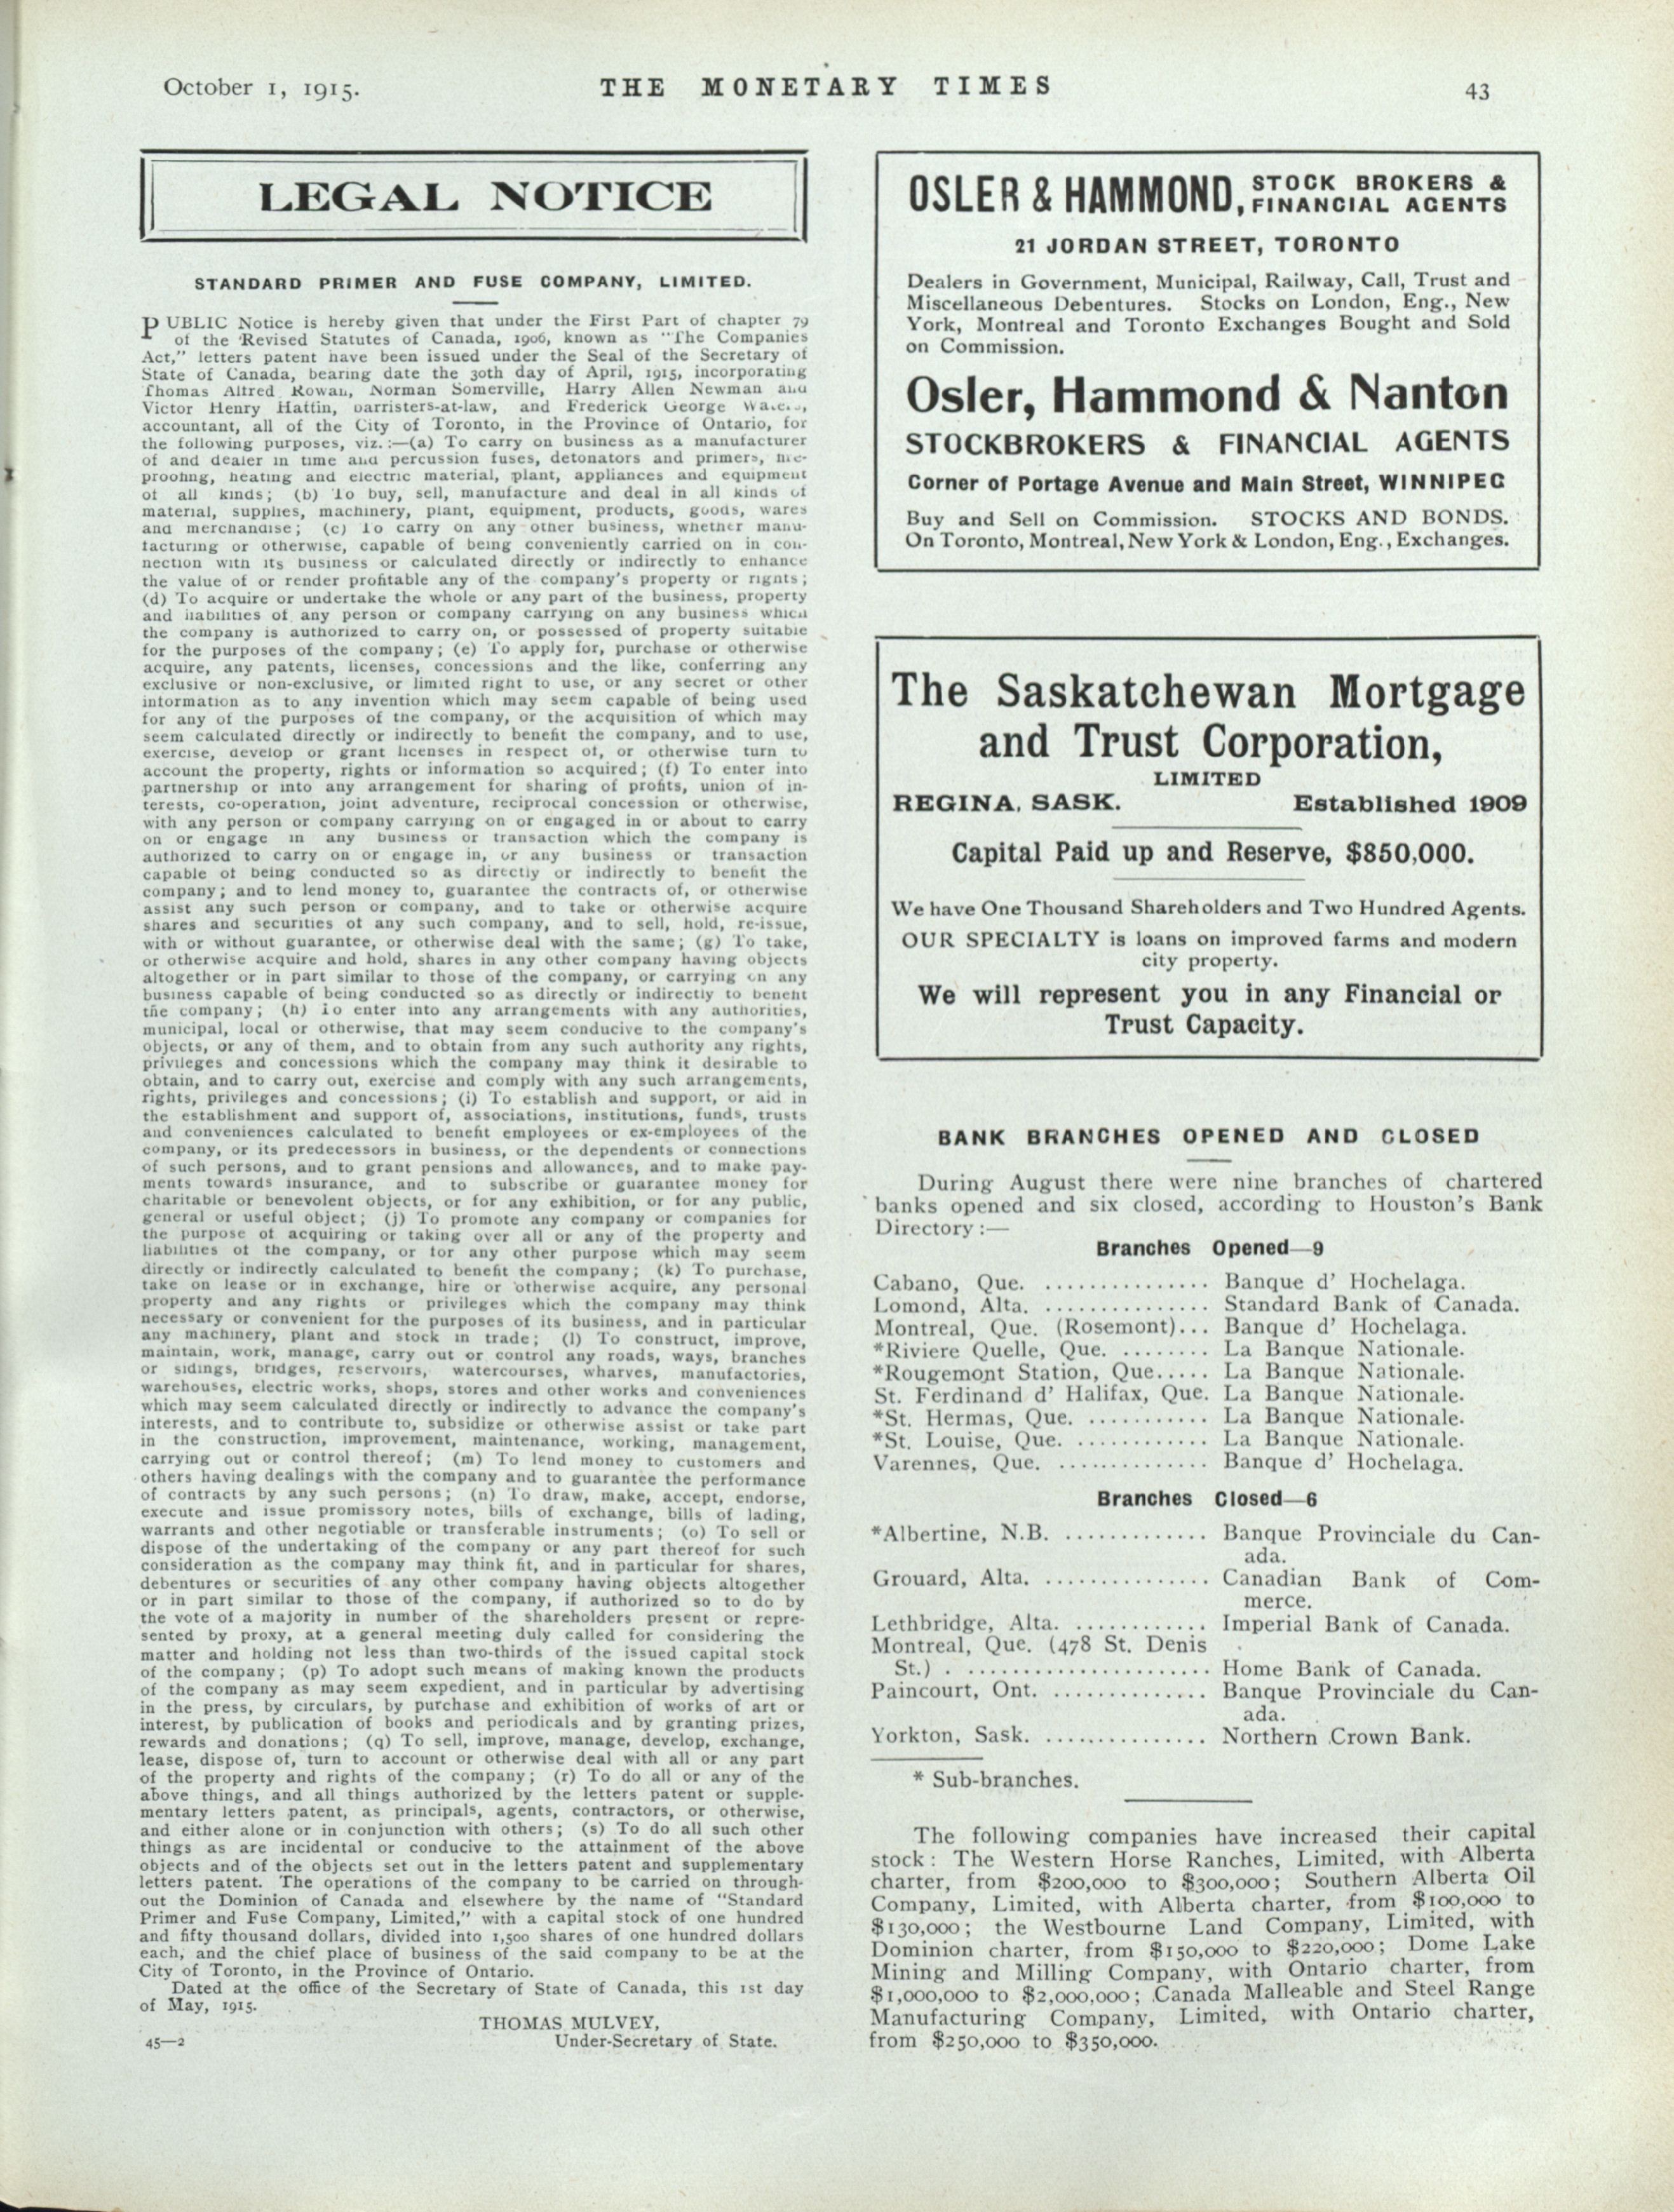 October 1, 1915.
THE MONETARY TIMES
43
LEGAL NOTICE
STANDARD PRIMER AND FUSE COMPANY, LIMITED.
PUBLIC Notice is hereby given that under the First Part of chapter 79
of the Revised Statutes of Canada, 1906, known as "The Companies
Act," letters patent have been issued under the Seal of the Secretary of
State of Canada, bearing date the 30th day of April, 1915, incorporating
Thomas Alfred Rowan, Norman Somerville, Harry Allen Newman and
Victor Henry Hattin, barristers-at-law, and Frederick George
accountant, all of the City of Toronto, in the Province of Ontario, for
the following purposes, viz.:—(a) To carry on business as a manufacturer
of and dealer in time and percussion fuses, detonators and primers, fire-
proofing, heating and electric material, plant, appliances and equipment
of all kinds; (b) To buy, sell, manufacture and deal in all kinds of
material, supplies, machinery, plant, equipment, products, goods, wares
and merchandise; (c) To carry on any other business, whether manu-
facturing or otherwise, capable of being conveniently carried on in con-
nection with its business or calculated directly or indirectly to enhance
the value of or render profitable any of the company's property or rights;
(d) To acquire or undertake the whole or any part of the business, property
and liabilities of any person or company carrying on any business which
the company is authorized to carry on, or possessed of property suitable
for the purposes of the company; (e) To apply for, purchase or otherwise
acquire, any patents, licenses, concessions and the like, conferring any
exclusive or non-exclusive, or limited right to use, or any secret or other
information as to any invention which may seem capable of being used
for any of the purposes of the company, or the acquisition of which may
seem calculated directly or indirectly to benefit the company, and to use,
exercise, develop or grant licenses in respect of, or otherwise turn to
account the property, rights or information so acquired; (f) To enter into
partnership or into any arrangement for sharing of profits, union of in-
terests, co-operation, joint adventure, reciprocal concession or otherwise,
with any person or company carrying on or engaged in or about to carry
on or engage in any business or transaction which the company is
authorized to carry on or engage in, or any business or transaction
capable of being conducted so as directly or indirectly to benefit the
company; and to lend money to, guarantee the contracts of, or otherwise
assist any such person or company, and to take or otherwise acquire
shares and securities of any such company, and to sell, hold, re-issue,
with or without guarantee, or otherwise deal with the same; (g) To take,
or otherwise acquire and hold, shares in any other company having objects
altogether or in part similar to those of the company, or carrying on any
business capable of being conducted so as directly or indirectly to benefit
the company; (h) To enter into any arrangements with any authorities,
municipal, local or otherwise, that may seem conducive to the company's
objects, or any of them, and to obtain from any such authority any rights,
privileges and concessions which the company may think it desirable to
obtain, and to carry out, exercise and comply with any such arrangements,
rights, privileges and concessions; (i) To establish and support, or aid in
the establishment and support of, associations, institutions, funds, trusts
and conveniences calculated to benefit employees or ex-employees of the
company, or its predecessors in business, or the dependents or connections
of such persons, and to grant pensions and allowances, and to make pay-
ments towards insurance, and to subscribe or guarantee money for
charitable or benevolent objects, or for any exhibition, or for any public,
general or useful object; (j) To promote any company or companies for
the purpose of acquiring or taking over all or any of the property and
liabilities of the company, or for any other purpose which may seem
directly or indirectly calculated to benefit the company; (k) To purchase,
take on lease or in exchange, hire or otherwise acquire, any personal
property and any rights or privileges which the company may think
necessary or convenient for the purposes of its business, and in particular
any machinery, plant and stock in trade; (l) To construct, improve,
maintain, work, manage, carry out or control any roads, ways, branches
or sidings, bridges, reservoirs, watercourses, wharves, manufactories,
warehouses, electric works, shops, stores and other works and conveniences
which may seem calculated directly or indirectly to advance the company's
interests, and to contribute to, subsidize or otherwise assist or take part
in the construction, improvement, maintenance, working, management,
carrying out or control thereof; (m) To lend money to customers and
others having dealings with the company and to guarantee the performance
of contracts by any such persons; (n) To draw, make, accept, endorse,
execute and issue promissory notes, bills of exchange, bills of lading,
warrants and other negotiable or transferable instruments; (o) To sell or
dispose of the undertaking of the company or any part thereof for such
consideration as the company may think fit, and in particular for shares,
debentures or securities of any other company having objects altogether
or in part similar to those of the company, if authorized so to do by
the vote of a majority in number of the shareholders present or repre-
sented by proxy, at a general meeting duly called for considering the
matter and holding not less than two-thirds of the issued capital stock
of the company; (p) To adopt such means of making known the products
of the company as may seem expedient, and in particular by advertising
in the press, by circulars, by purchase and exhibition of works of art or
interest, by publication of books and periodicals and by granting prizes,
rewards and donations; (q) To sell, improve, manage, develop, exchange,
lease, dispose of, turn to account or otherwise deal with all or any part
of the property and rights of the company; (r) To do all or any of the
above things, and all things authorized by the letters patent or supple-
mentary letters patent, as principals, agents, contractors, or otherwise,
and either alone or in conjunction with others; (s) To do all such other
things as are incidental or conducive to the attainment of the above
objects and of the objects set out in the letters patent and supplementary
letters patent. The operations of the company to be carried on through-
out the Dominion of Canada and elsewhere by the name of "Standard
Primer and Fuse Company, Limited," with a capital stock of one hundred
and fifty thousand dollars, divided into 1,500 shares of one hundred dollars
each, and the chief place of business of the said company to be at the
City of Toronto, in the Province of Ontario.
Dated at the office of the Secretary of State of Canada, this 1st day
of May, 1915.
THOMAS MULVEY,
45—2 Under-Secretary of State.
OSLER & HAMMOND, STOCK BROKERS &
FINANCIAL AGENTS
21 JORDAN STREET, TORONTO
Dealers in Government, Municipal, Railway, Call, Trust and
Miscellaneous Debentures. Stocks on London, Eng., New
York, Montreal and Toronto Exchanges Bought and Sold
on Commission.
Osler, Hammond & Nanton
STOCKBROKERS & FINANCIAL AGENTS
Corner of Portage Avenue and Main Street, WINNIPEG
Buy and Sell on Commission. STOCKS AND BONDS.
On Toronto, Montreal, New York & London, Eng., Exchanges.
The Saskatchewan Mortgage
and Trust Corporation,
LIMITED
REGINA, SASK. Established 1909
Capital Paid up and Reserve, $850,000.
We have One Thousand Shareholders and Two Hundred Agents.
OUR SPECIALTY is loans on improved farms and modern
city property.
We will represent you in any Financial or
Trust Capacity.
BANK BRANCHES OPENED AND CLOSED
During August there were nine branches of chartered
banks opened and six closed, according to Houston's Bank
Directory:—
Branches Opened—9
Cabano, Que. ............... Banque d' Hochelaga.
Lomond, Alta. ............... Standard Bank of Canada.
Montreal, Que. (Rosemont)... Banque d' Hochelaga.
*Riviere Quelle, Que. ........ La Banque Nationale.
*Rougemont Station, Que..... La Banque Nationale.
St. Ferdinand d' Halifax, Que. La Banque Nationale.
*St. Hermas, Que. ........... La Banque Nationale.
*St. Louise, Que. ............ La Banque Nationale.
Varennes, Que. .............. Banque d' Hochelaga.
Branches Closed—6
*Albertine, N.B. ............. Banque Provinciale du Can-
ada.
Grouard, Alta. ............... Canadian Bank of Com-
merce.
Lethbridge, Alta. ............ Imperial Bank of Canada.
Montreal, Que. (478 St. Denis
St.) . ...................... Home Bank of Canada.
Paincourt, Ont. .............. Banque Provinciale du Can-
ada.
Yorkton, Sask. ............... Northern Crown Bank.
* Sub-branches.
The following companies have increased their capital
stock: The Western Horse Ranches, Limited, with Alberta
charter, from $200,000 to $300,000; Southern Alberta Oil
Company, Limited, with Alberta charter, from $100,000 to
$130,000; the Westbourne Land Company, Limited, with
Dominion charter, from $150,000 to $220,000; Dome Lake
Mining and Milling Company, with Ontario charter, from
$1,000,000 to $2,000,000; Canada Malleable and Steel Range
Manufacturing Company, Limited, with Ontario charter,
from $250,000 to $350,000.